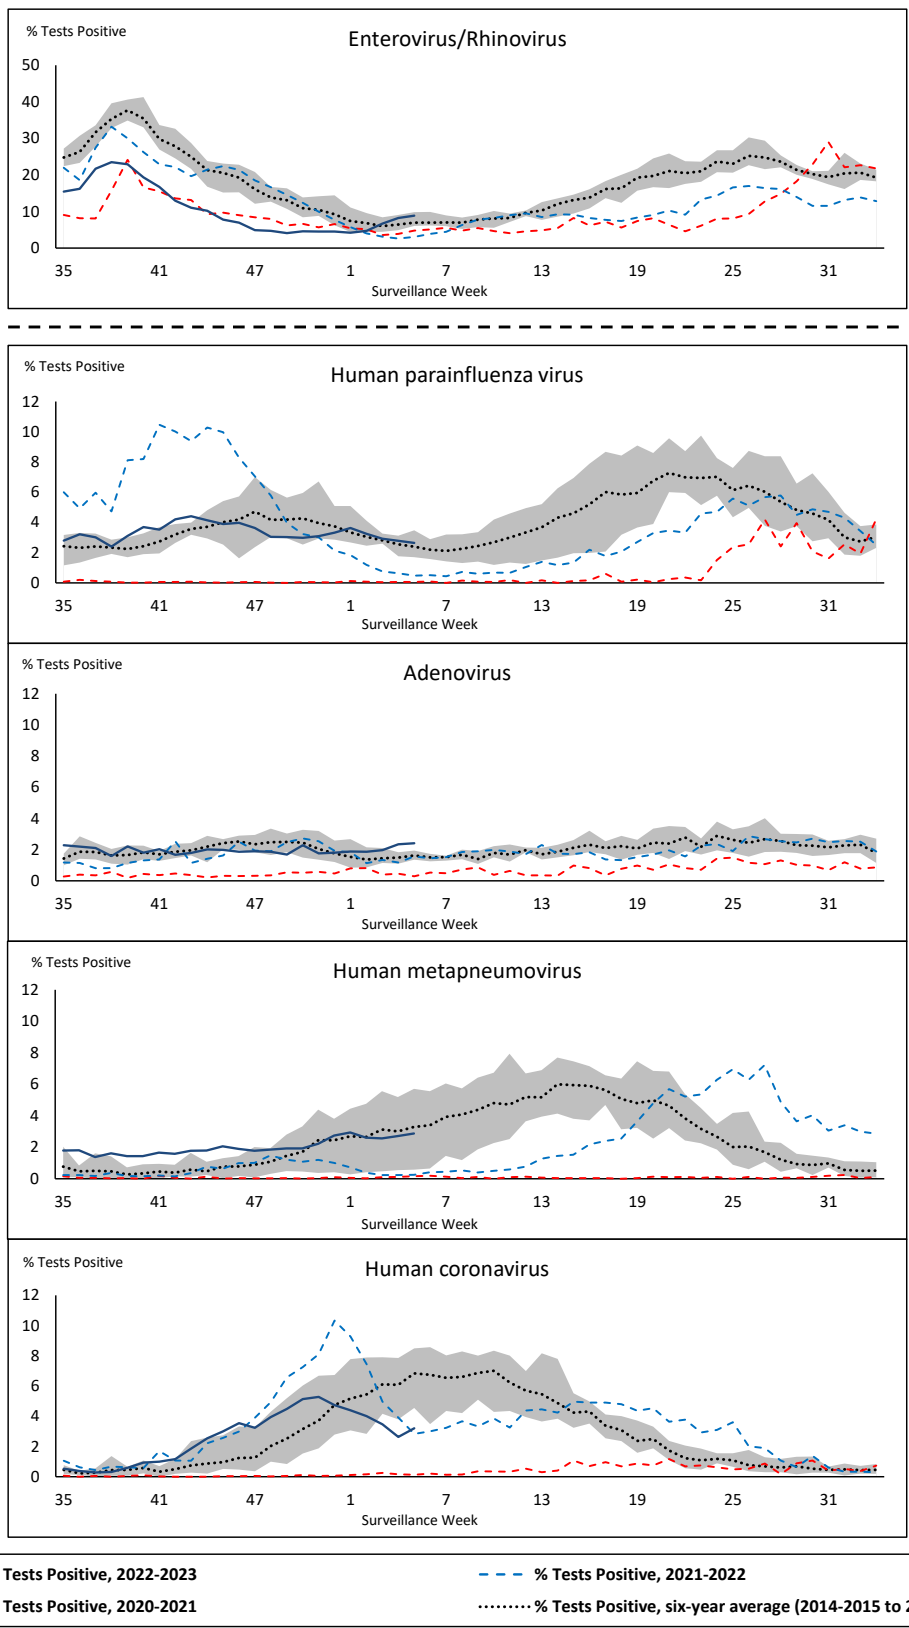 % Tests Positive
Enterovirus/Rhinovirus
50
40
30
20
10
0
35 41 47 1 7 13 19 25 31
Surveillance Week
% Tests Positive
Human parainfluenza virus
12
10
8
6
4
2
0
35 41 47 1 7 13 19 25 31
Surveillance Week
% Tests Positive
Adenovirus
12
10
8
6
4
2
0
35 41 47 1 7 13 19 25 31
Surveillance Week
% Tests Positive
Human metapneumovirus
12
10
8
6
4
2
0
35 41 47 1 7 13 19 25 31
Surveillance Week
% Tests Positive
Human coronavirus
12
10
8
6
4
2
0
35 41 47 1 7 13 19 25 31
Surveillance Week
Tests Positive, 2022-2023 % Tests Positive, 2021-2022
Tests Positive, 2020-2021 % Tests Positive, six-year average (2014-2015 to